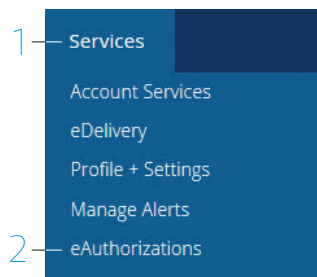 1 Services
Account Services
eDelivery
Profile + Settings
Manage Alerts
2 eAuthorizations